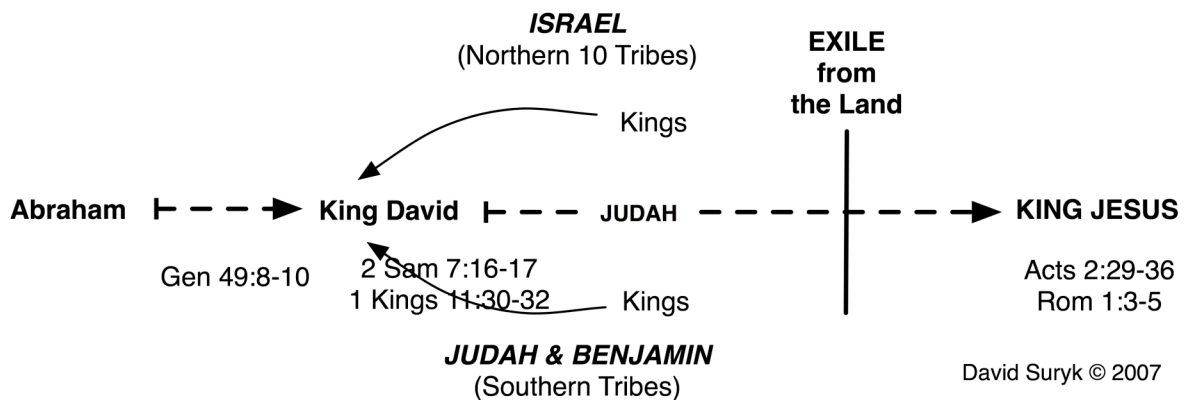 ISRAEL
(Northern 10 Tribes)
EXILE
from
the Land
Kings
Abraham
King David
JUDAH
KING JESUS
Gen 49:8-10
2 Sam 7:16-17
1 Kings 11:30-32
Kings
Acts 2:29-36
Rom 1:3-5
JUDAH & BENJAMIN
(Southern Tribes)
David Suryk © 2007